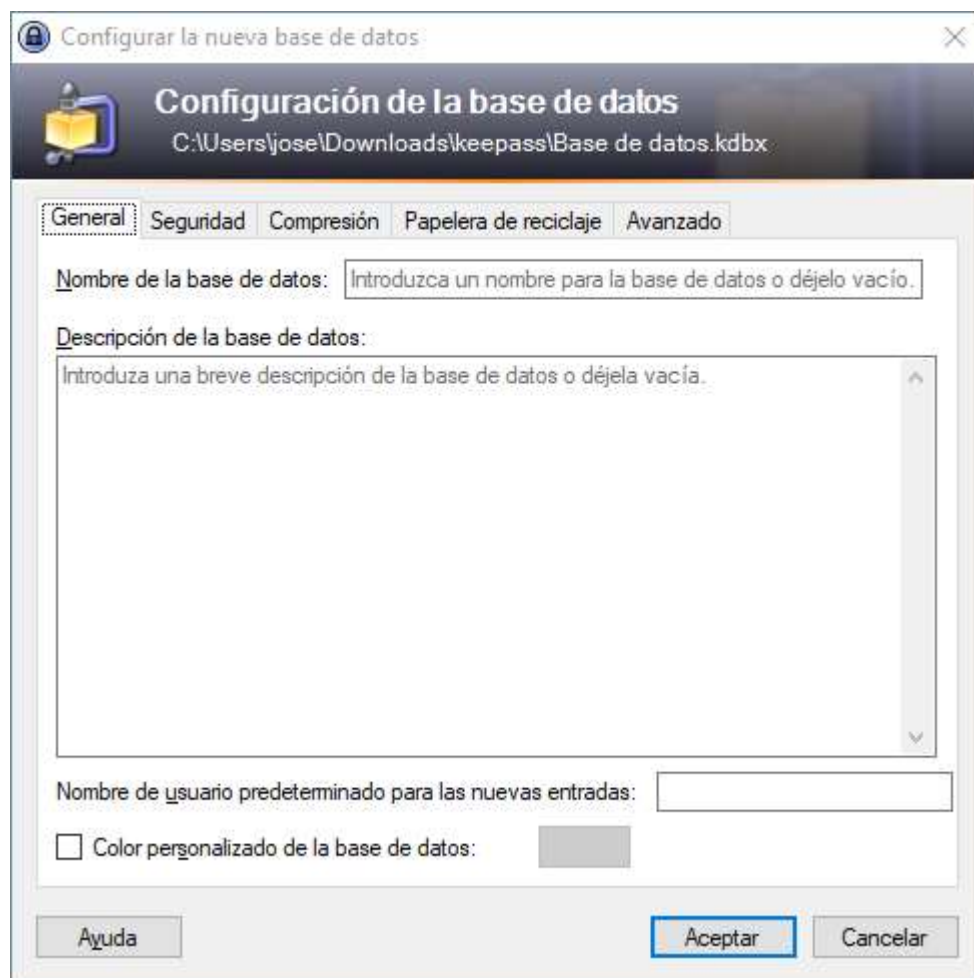 Configurar la nueva base de datos
Configuración de la base de datos
C:\Users\jose\Downloads\keepass\Base de datos.kdbx
General Seguridad Compresión Papelera de reciclaje Avanzado
Nombre de la base de datos: Introduzca un nombre para la base de datos o déjelo vacío.
Descripción de la base de datos:
Introduza una breve descripción de la base de datos o déjela vacía.
Nombre de usuario predeterminado para las nuevas entradas:
Color personalizado de la base de datos:
Ayuda Aceptar Cancelar